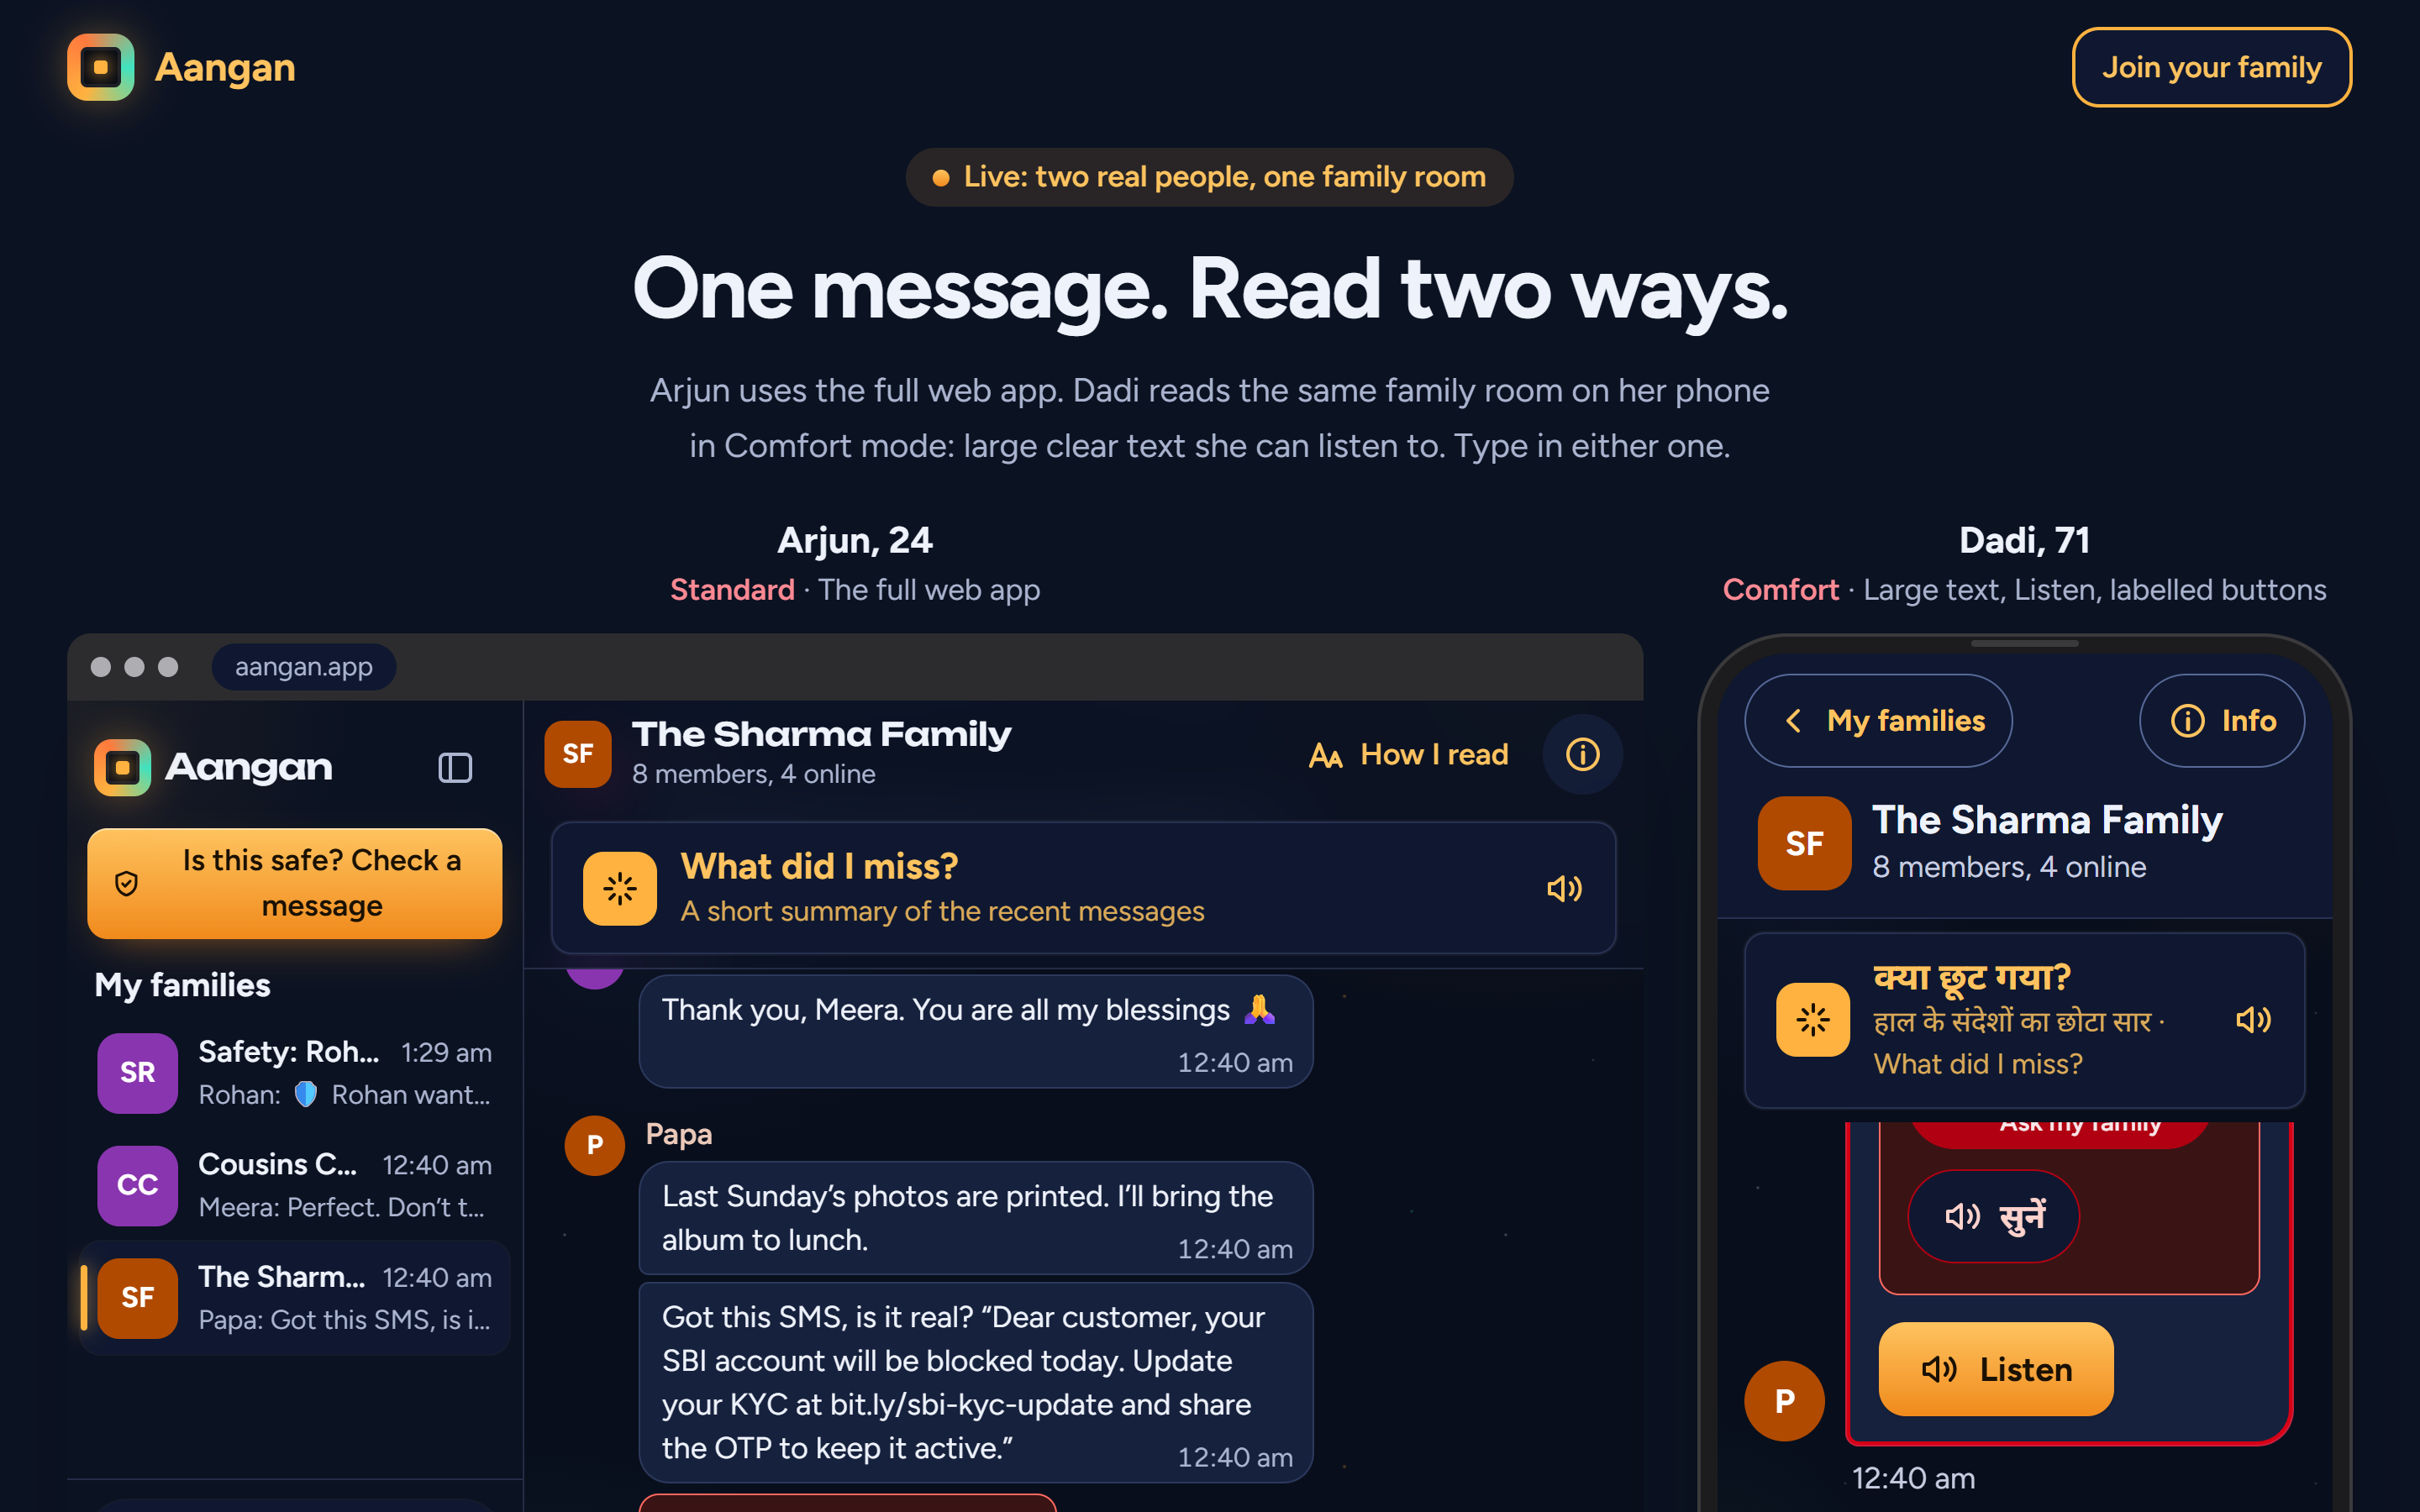 Aangan
Join your family
Live: two real people, one family room
One message. Read two ways.
Arjun uses the full web app. Dadi reads the same family room on her phone
in Comfort mode: large clear text she can listen to. Type in either one.
Arjun, 24
Standard · The full web app
aangan.app
Aangan
Is this safe? Check a
message
My families
SR
Safety: Roh... 1:29 am
Rohan: 🛡️ Rohan want...
CC
Cousins C... 12:40 am
Meera: Perfect. Don’t t...
SF
The Sharm... 12:40 am
Papa: Got this SMS, is i...
SF
The Sharma Family
8 members, 4 online
AA How I read
What did I miss?
A short summary of the recent messages
Thank you, Meera. You are all my blessings 🙏
12:40 am
P
Papa
Last Sunday’s photos are printed. I’ll bring the
album to lunch. 12:40 am
Got this SMS, is it real? “Dear customer, your
SBI account will be blocked today. Update
your KYC at bit.ly/sbi-kyc-update and share
the OTP to keep it active.” 12:40 am
Dadi, 71
Comfort · Large text, Listen, labelled buttons
My families
Info
SF
The Sharma Family
8 members, 4 online
क्या छूट गया?
हाल के संदेशों का छोटा सार ·
What did I miss?
Ask my family
सुनें
Listen
P
12:40 am